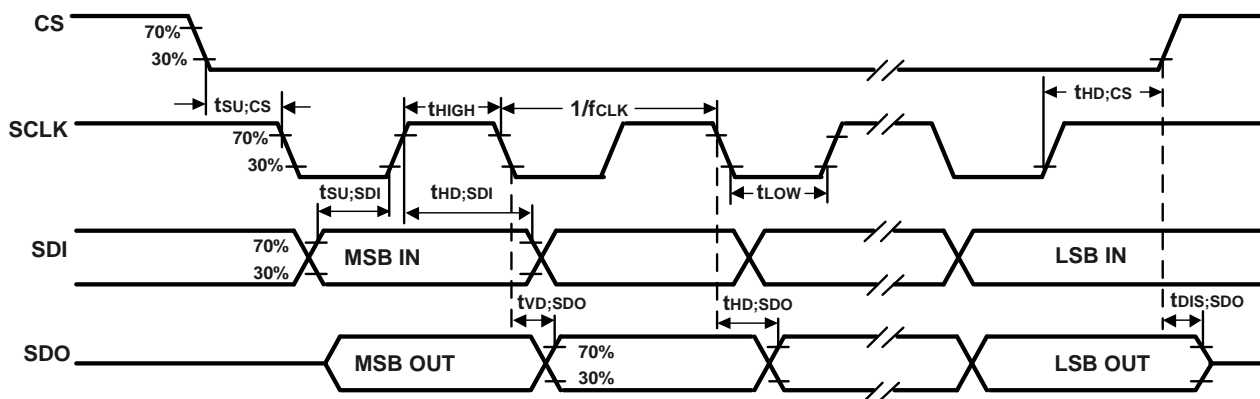 CS
70%
30%
tSU;CS
tHIGH
1/fCLK
tHD;CS
SCLK
70%
30%
tSU;SDI
tHD;SDI
tLOW
SDI
70%
30%
MSB IN
LSB IN
tVD;SDO
tHD;SDO
tDIS;SDO
SDO
MSB OUT
70%
30%
LSB OUT